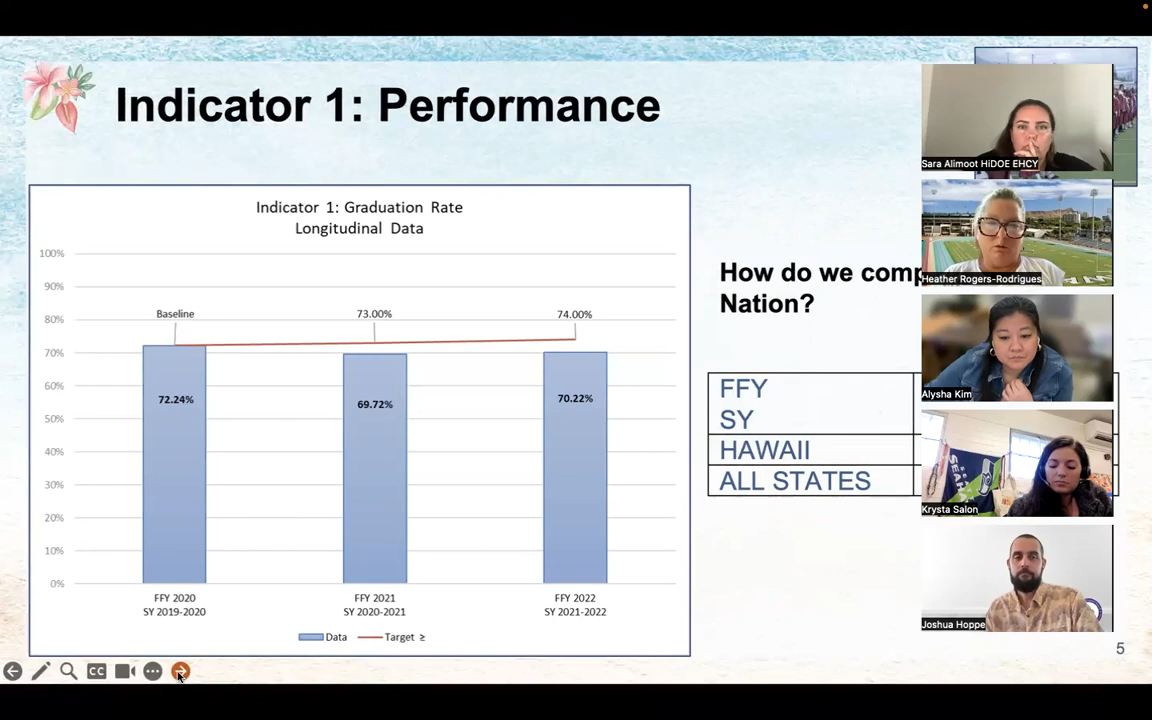 Indicator 1: Performance
Indicator 1: Graduation Rate
Longitudinal Data
100%
90%
80%
70%
60%
50%
40%
30%
20%
10%
0%
Baseline
73.00%
74.00%
72.24%
69.72%
70.22%
FFY 2020
SY 2019-2020
FFY 2021
SY 2020-2021
FFY 2022
SY 2021-2022
Data
Target ≥
How do we comp
Nation?
FFY
SY
HAWAII
ALL STATES
Sara Alimoot HiDOE EHCY
Heather Rogers-Rodrigues
Alysha Kim
SEAH
Krysta Salon
Joshua Hoppe
5
CC